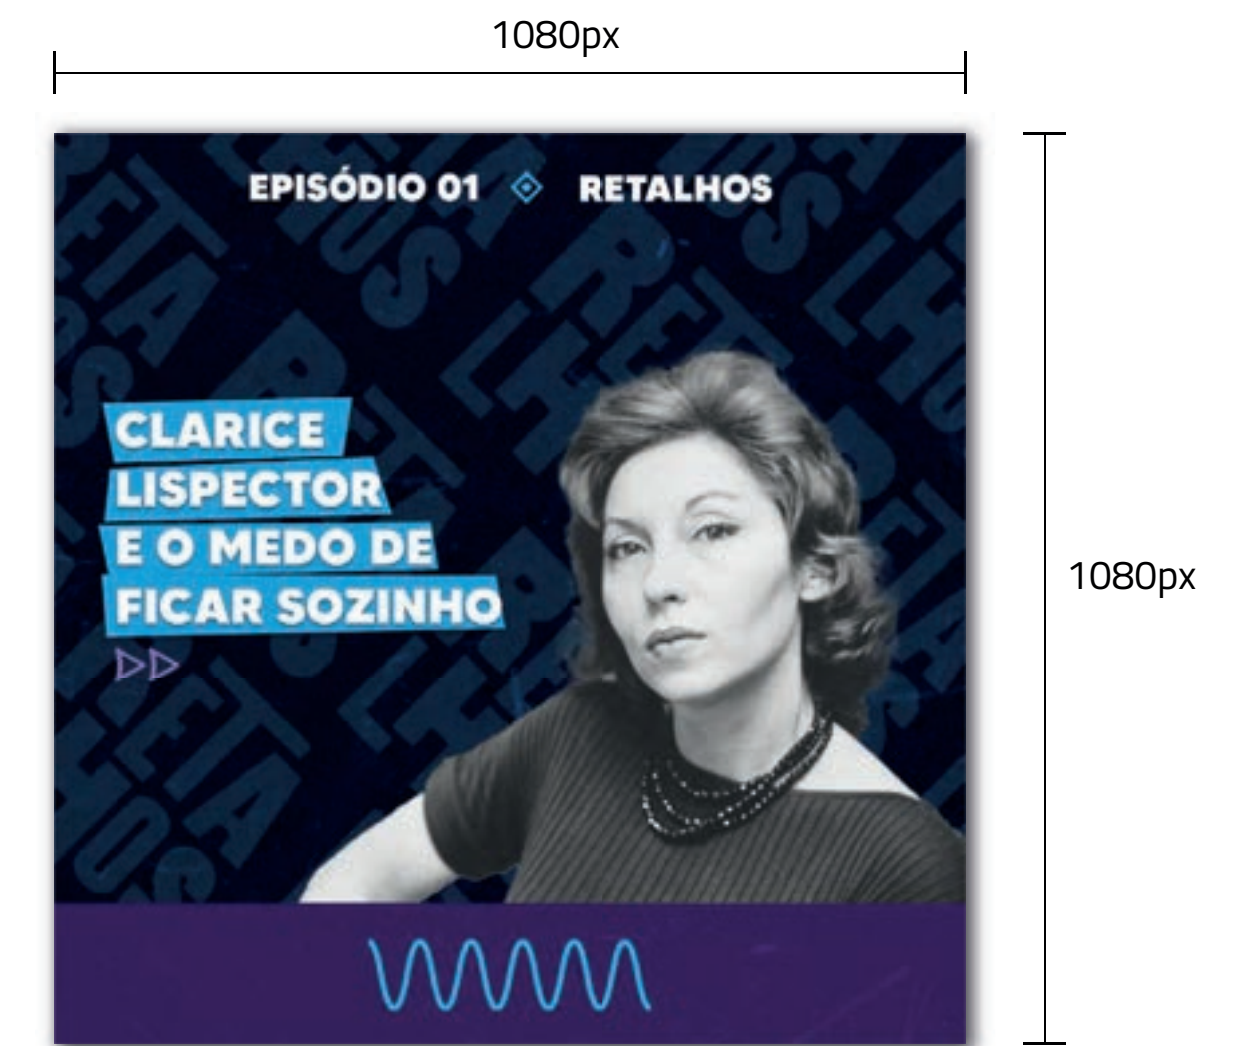 1080px
EPISÓDIO 01 RETALHOS
CLARICE
LISPECTOR
E O MEDO DE
FICAR SOZINHO
1080px